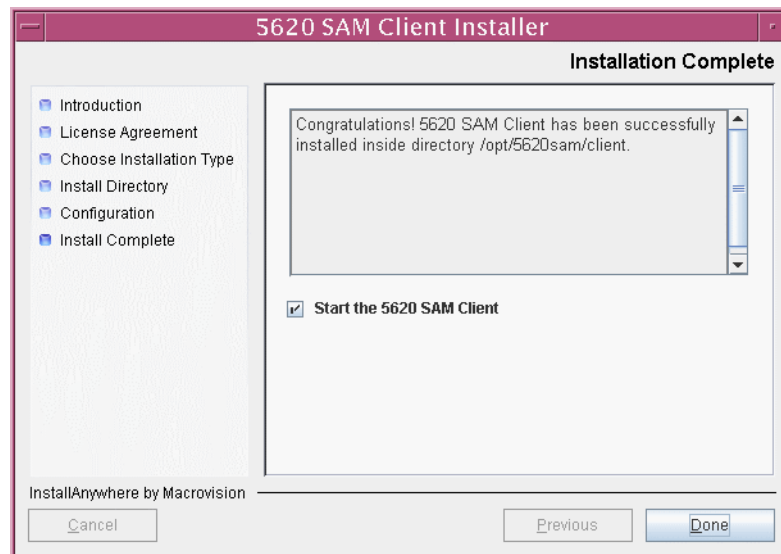 5620 SAM Client Installer
Installation Complete
Introduction
License Agreement
Choose Installation Type
Install Directory
Configuration
Install Complete
Congratulations! 5620 SAM Client has been successfully
installed inside directory /opt/5620sam/client.
Start the 5620 SAM Client
InstallAnywhere by Macrovision
Cancel
Previous
Done